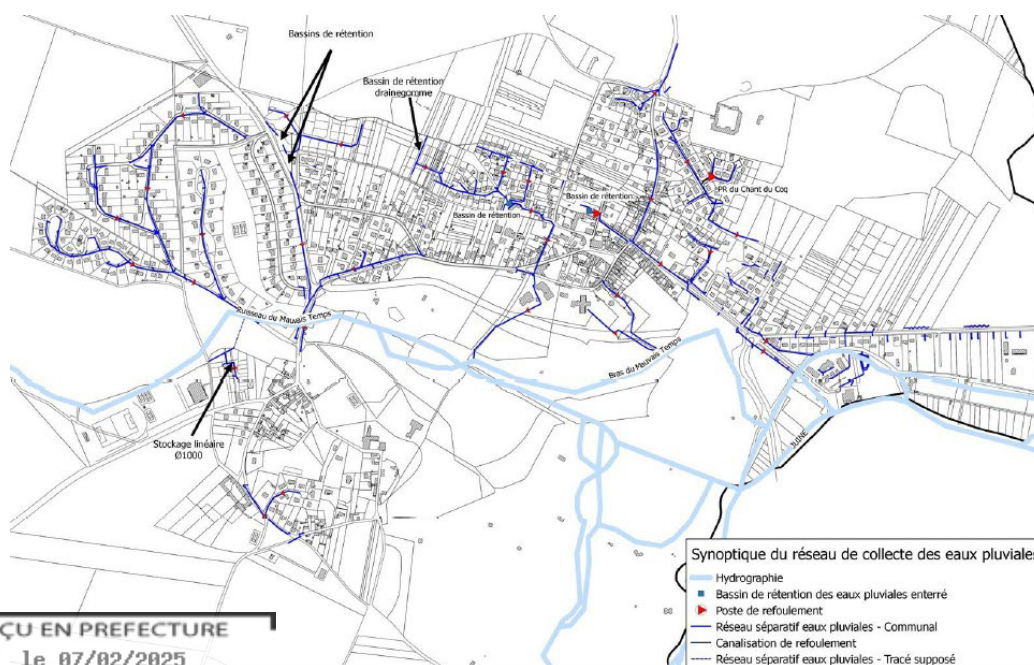 Bassins de rétention
Bassin de rétention
drainegomme
PR du Chant du Coq
Bassin de rétention
Bassin de rétention
Ruisseau du Mauvais Temps
Bras du Mauvais Temps
JUINE
Stockage linéaire
Ø1000
Synoptique du réseau de collecte des eaux pluviales
Hydrographie
Bassin de rétention des eaux pluviales enterré
Poste de refoulement
Réseau séparatif eaux pluviales - Communal
Canalisation de refoulement
Réseau séparatif eaux pluviales - Tracé supposé
ÇU EN PREFECTURE
le 07/02/2025